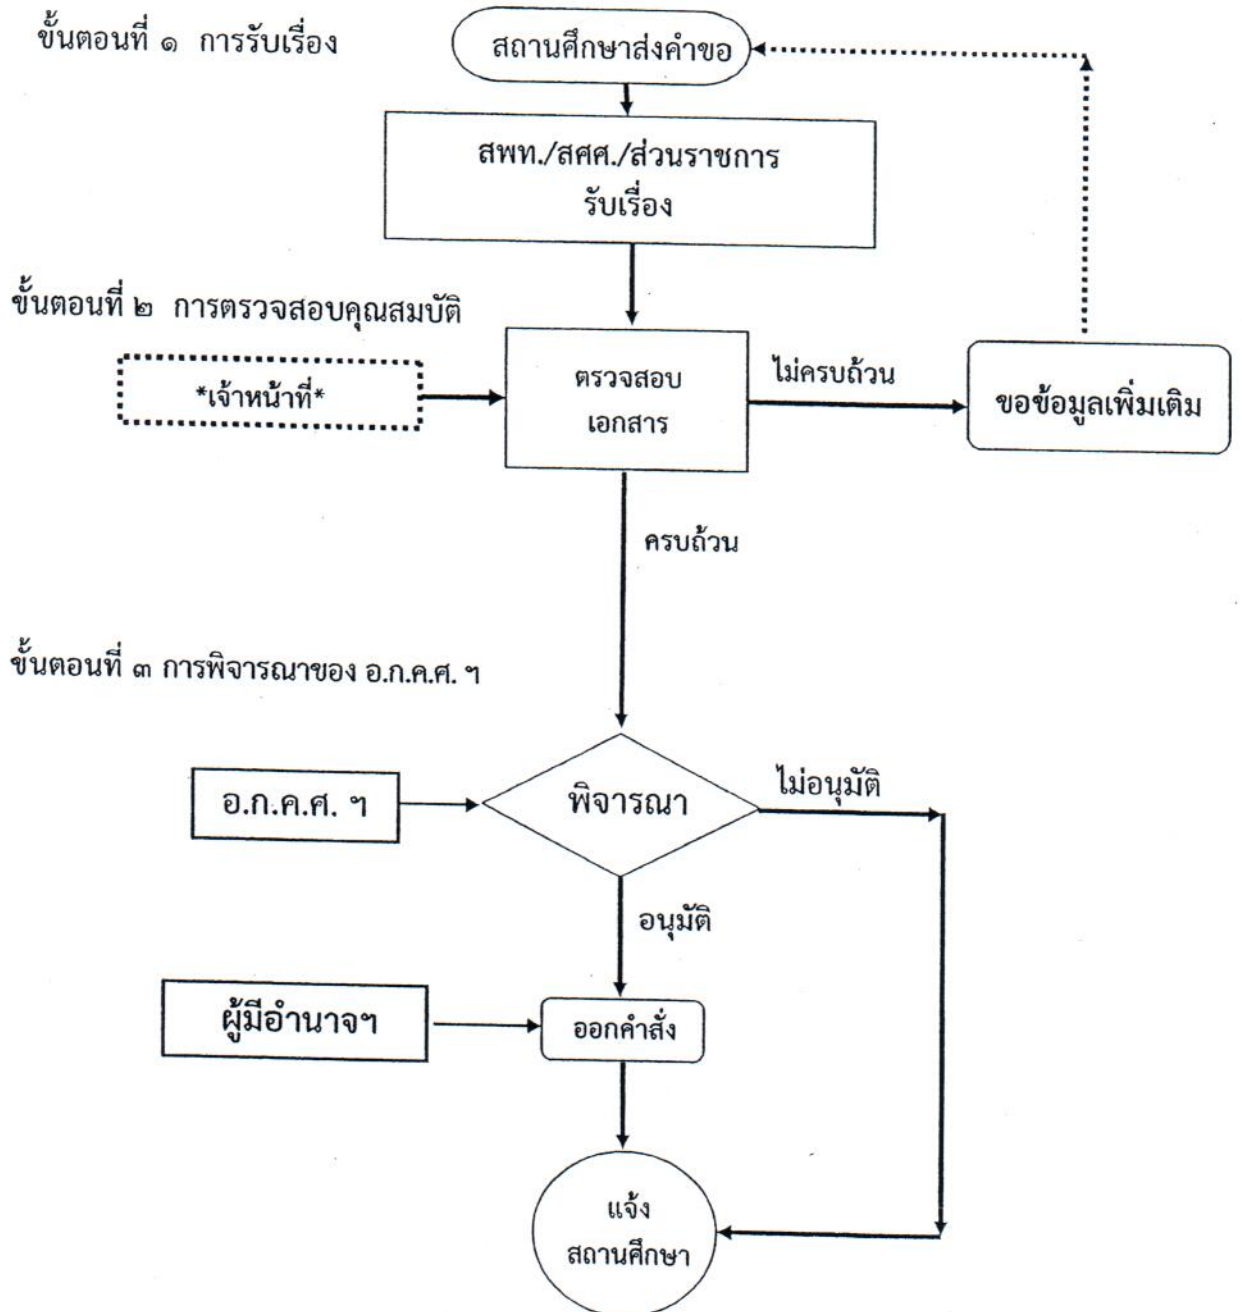 ขั้นตอนที่ ๑ การรับเรื่อง
สถานศึกษาส่งคำขอ
สพท./สศศ./ส่วนราชการ
รับเรื่อง
ขั้นตอนที่ ๒ การตรวจสอบคุณสมบัติ
*เจ้าหน้าที่*
ตรวจสอบ
เอกสาร
ไม่ครบถ้วน
ขอข้อมูลเพิ่มเติม
ครบถ้วน
ขั้นตอนที่ ๓ การพิจารณาของ อ.ก.ค.ศ. ฯ
อ.ก.ค.ศ. ฯ
พิจารณา
ไม่อนุมัติ
อนุมัติ
ผู้มีอำนาจฯ
ออกคำสั่ง
แจ้ง
สถานศึกษา